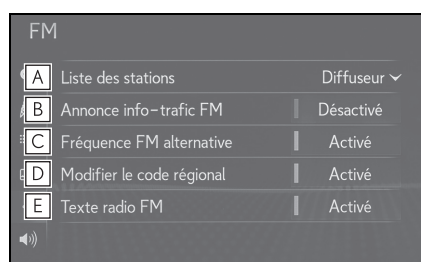 FM
A Liste des stations Diffuseur
B Annonce info-trafic FM Désactivé
C Fréquence FM alternative Activé
D Modifier le code régional Activé
E Texte radio FM Activé